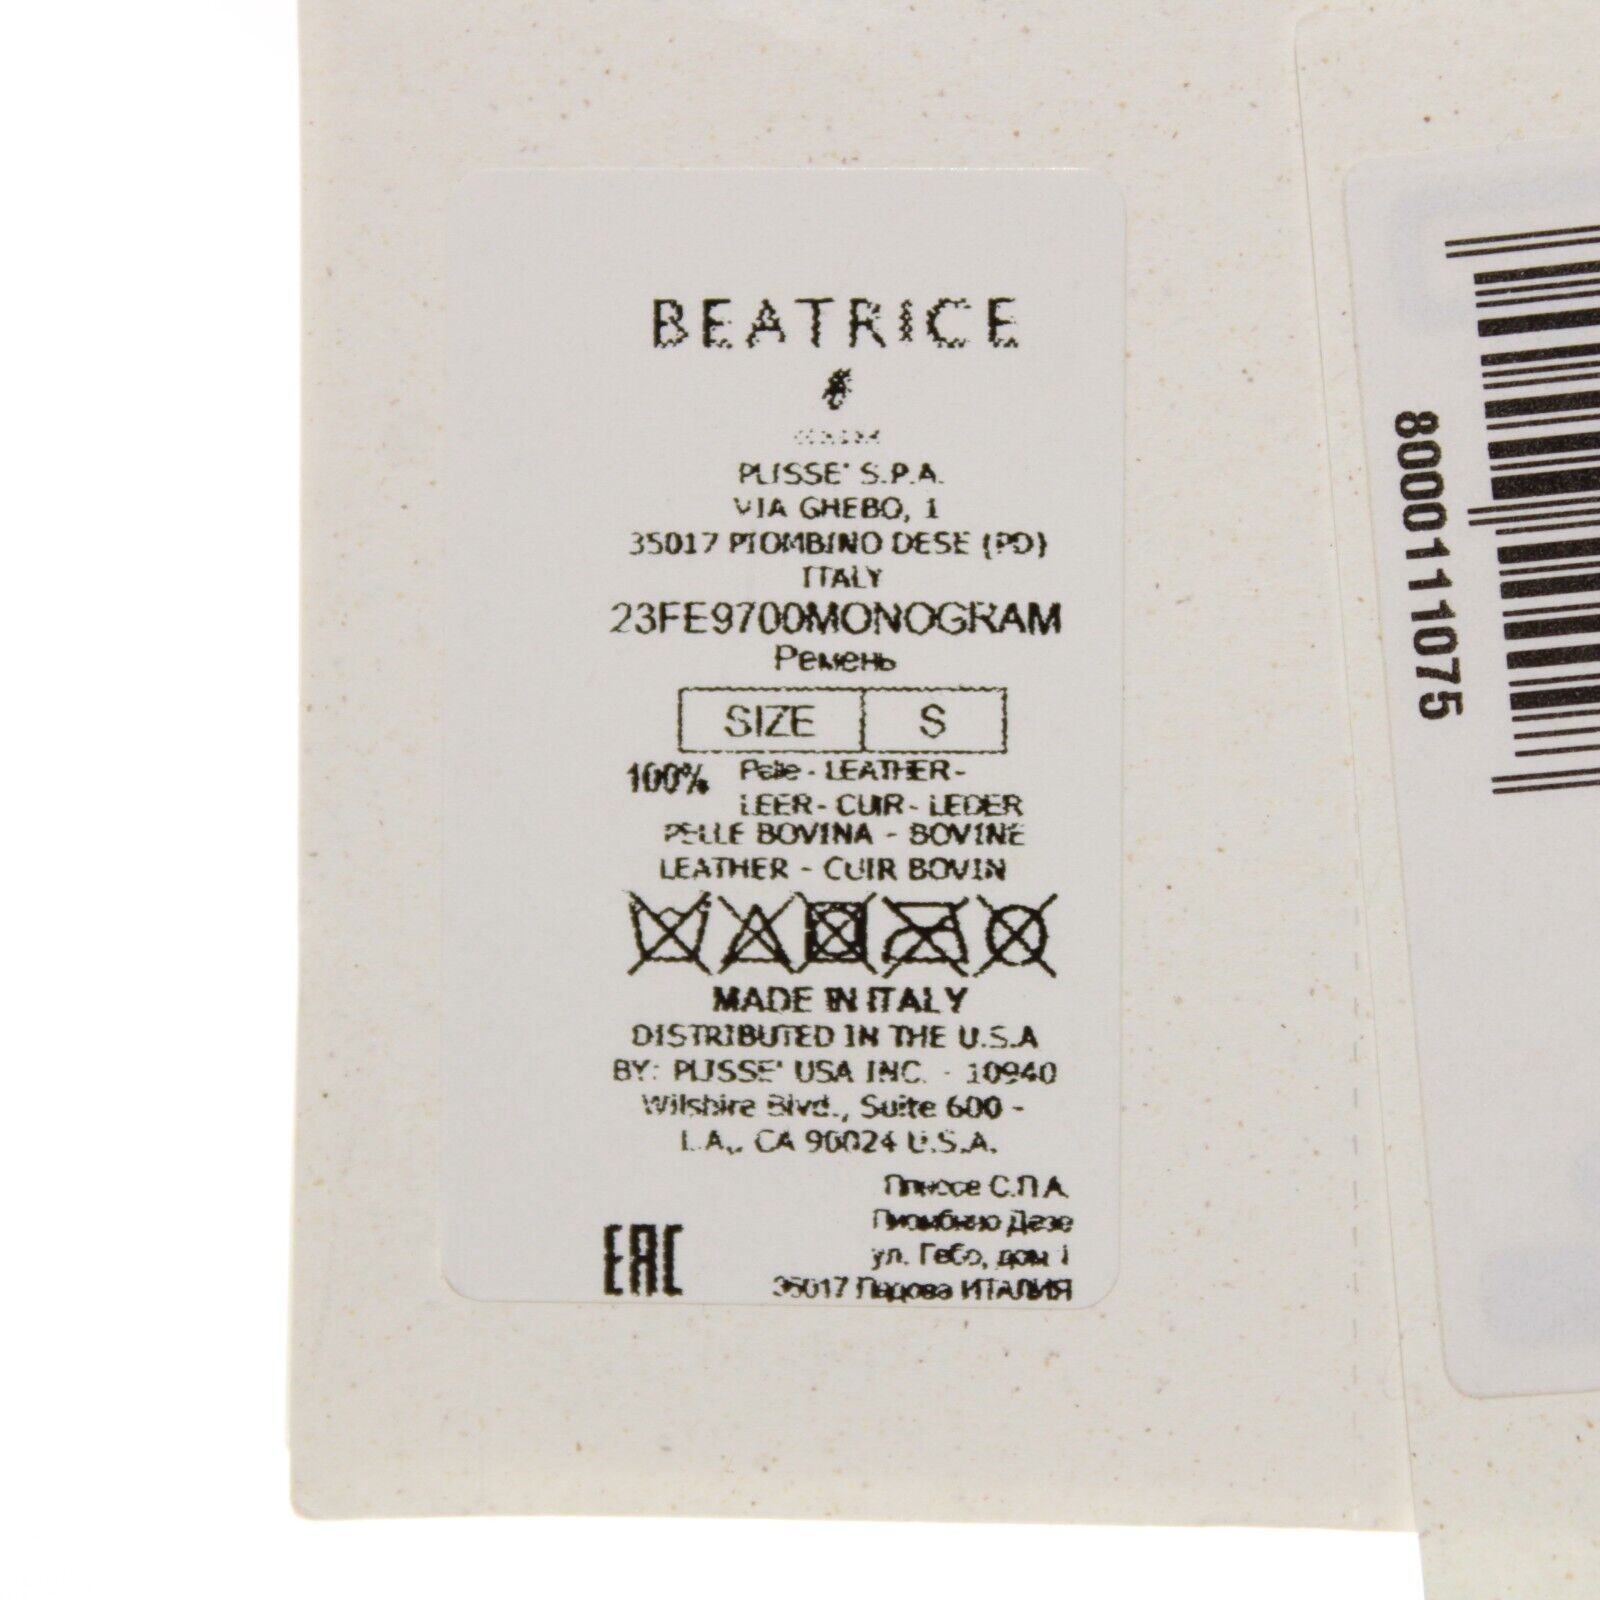 BEATRICE
PLISSE' S.P.A.
VIA GHEBO, 1
35017 PIOMBINO DESE (PD)
ITALY
23FE9700MONOGRAM
Ремень
SIZE S
100% Pelle - LEATHER -
LEER - CUIR - LEDER
PELLE BOVINA - BOVINE
LEATHER - CUIR BOVIN
MADE IN ITALY
DISTRIBUTED IN THE U.S.A
BY: PLISSE' USA INC. - 10940
Wilshire Blvd., Suite 600 -
L.A., CA 90024 U.S.A.
Плиссе С.П.А
Пиомбино Дезе
ул. Гебо, дом 1
35017 Падова ИТАЛИЯ
EAC
8000111075